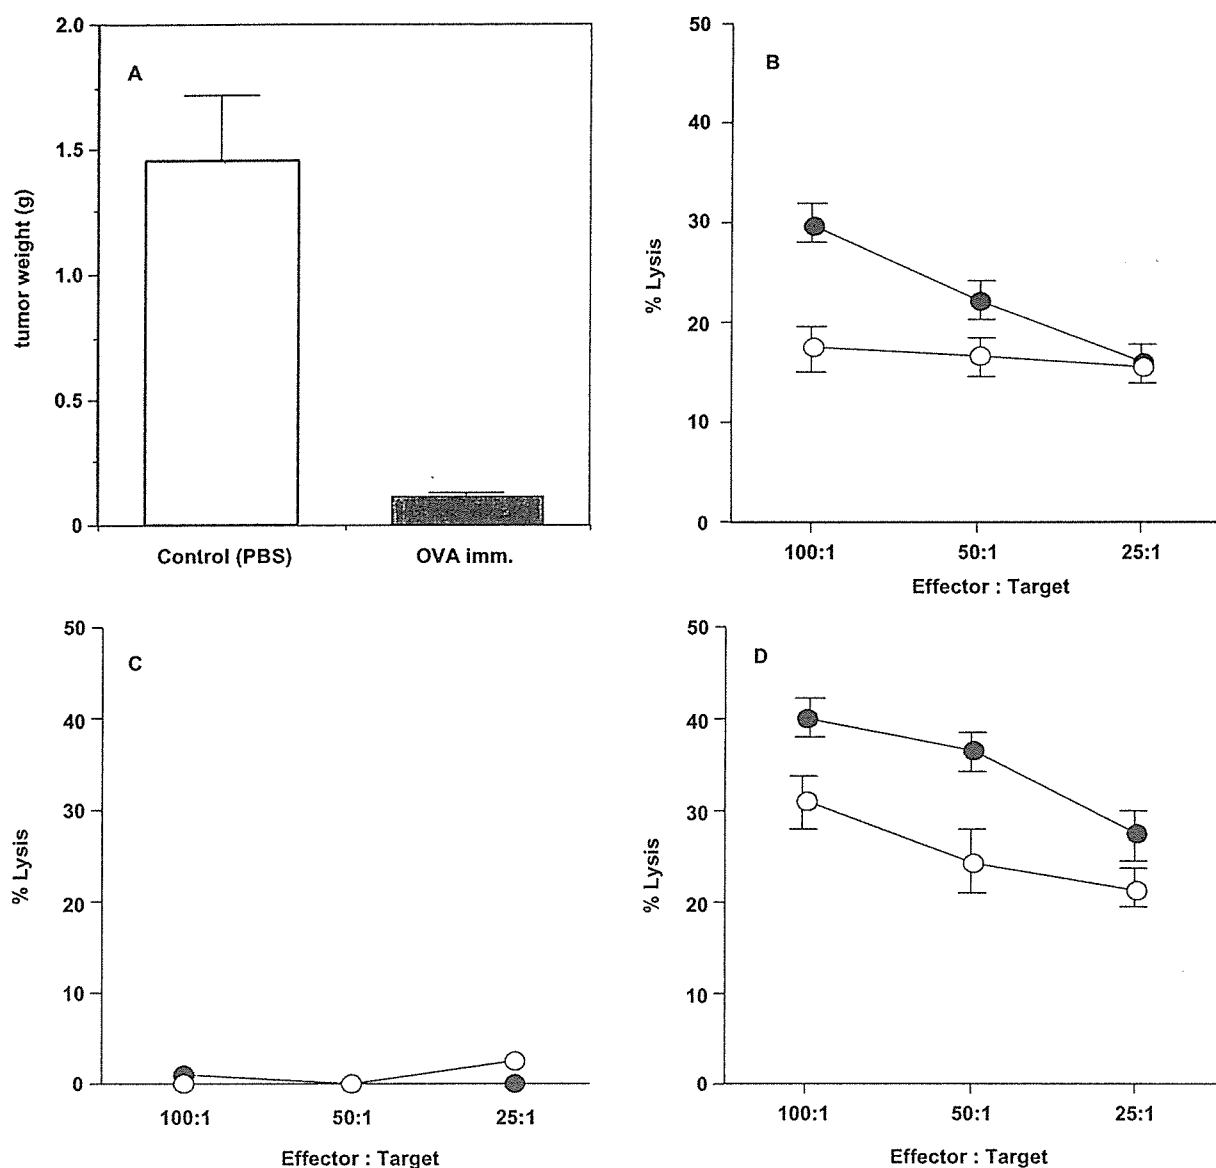 A
2.0
1.5
1.0
0.5
0
tumor weight (g)
Control (PBS) OVA imm.
B
50
40
30
20
10
0
% Lysis
100:1 50:1 25:1
Effector : Target
C
50
40
30
20
10
0
% Lysis
100:1 50:1 25:1
Effector : Target
D
50
40
30
20
10
0
% Lysis
100:1 50:1 25:1
Effector : Target